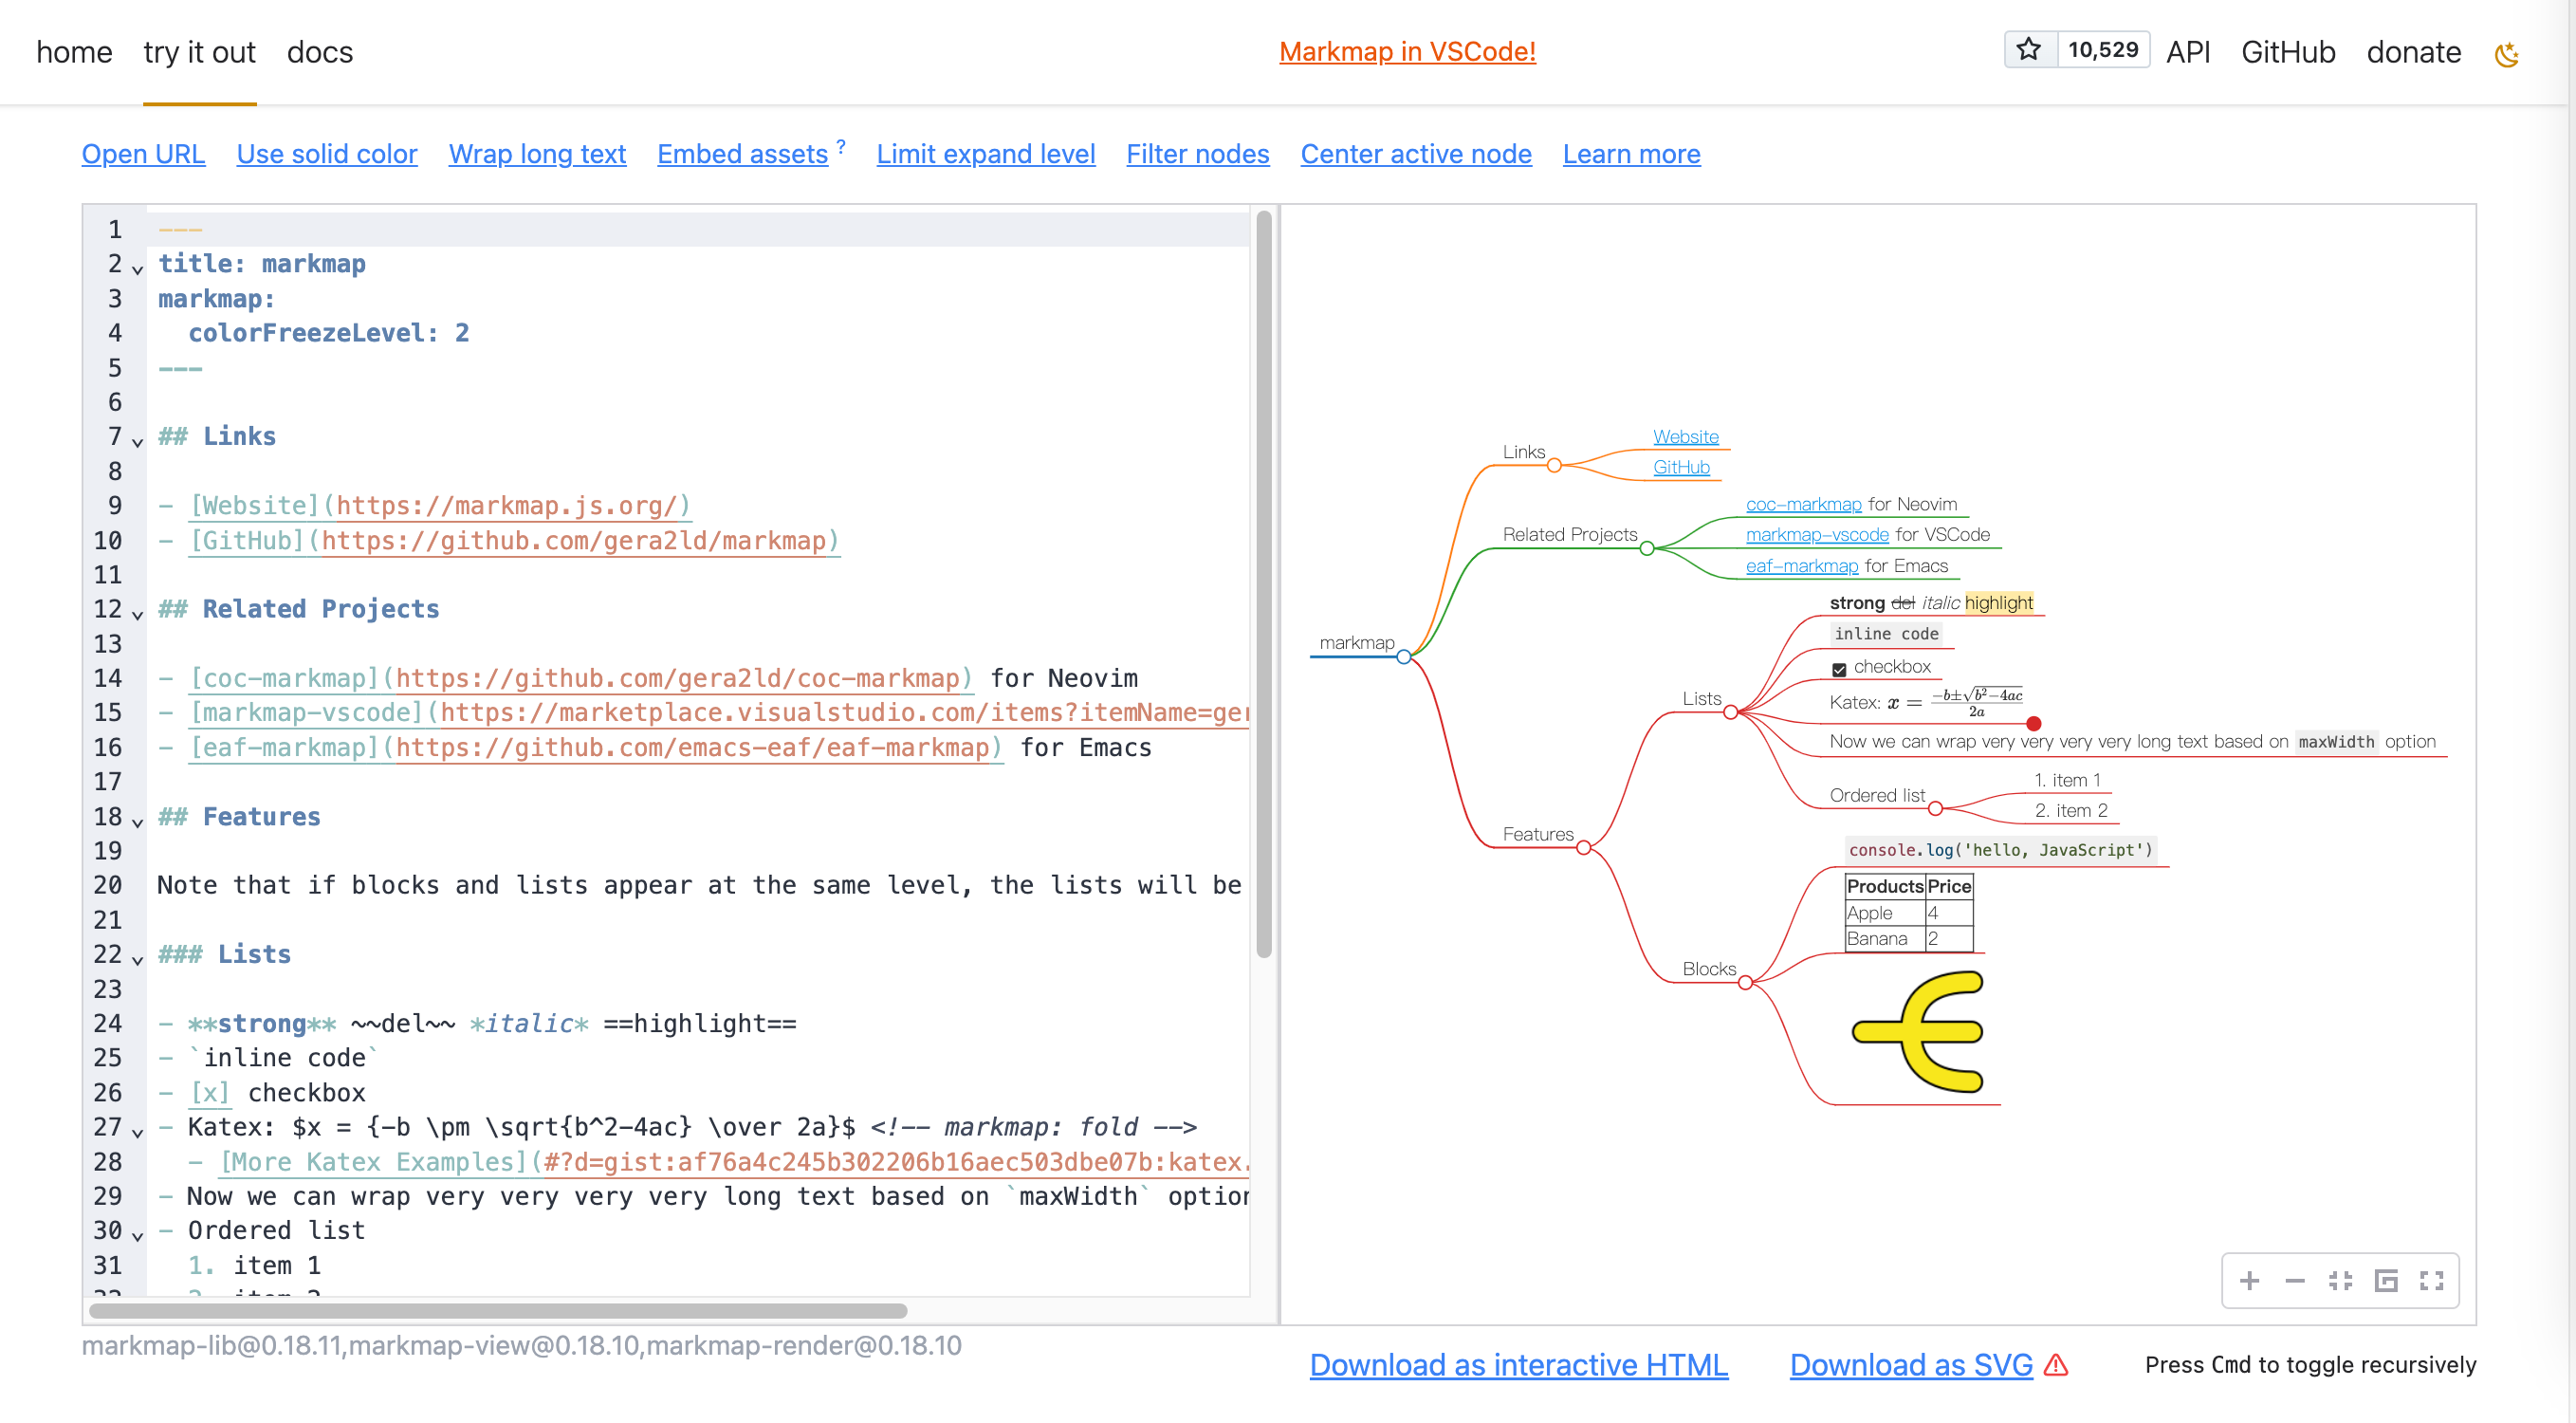 home try it out docs Markmap in VSCode! 10,529 API GitHub donate
Open URL Use solid color Wrap long text Embed assets ? Limit expand level Filter nodes Center active node Learn more
1 ---
2 title: markmap
3 markmap:
4 colorFreezeLevel: 2
5 ---
6
7 ## Links
8
9 - [Website](https://markmap.js.org/)
10 - [GitHub](https://github.com/gera2ld/markmap)
11
12 ## Related Projects
13
14 - [coc-markmap](https://github.com/gera2ld/coc-markmap) for Neovim
15 - [markmap-vscode](https://marketplace.visualstudio.com/items?itemName=ger
16 - [eaf-markmap](https://github.com/emacs-eaf/eaf-markmap) for Emacs
17
18 ## Features
19
20 Note that if blocks and lists appear at the same level, the lists will be
21
22 ### Lists
23
24 - **strong** ~~del~~ *italic* ==highlight==
25 - `inline code`
26 - [x] checkbox
27 - Katex: $x = {-b \pm \sqrt{b^2-4ac} \over 2a}$ <!-- markmap: fold -->
28 - [More Katex Examples](#?d=gist:af76a4c245b302206b16aec503dbe07b:katex.
29 - Now we can wrap very very very very long text based on `maxWidth` option
30 - Ordered list
31 1. item 1
markmap
Links
Website
GitHub
Related Projects
coc-markmap for Neovim
markmap-vscode for VSCode
eaf-markmap for Emacs
Features
Lists
strong del italic highlight
inline code
checkbox
Katex: x = −b±√b²−4ac / 2a
Now we can wrap very very very very long text based on maxWidth option
Ordered list
1. item 1
2. item 2
Blocks
console.log('hello, JavaScript')
Products Price
Apple 4
Banana 2
markmap-lib@0.18.11,markmap-view@0.18.10,markmap-render@0.18.10
Download as interactive HTML Download as SVG Press Cmd to toggle recursively